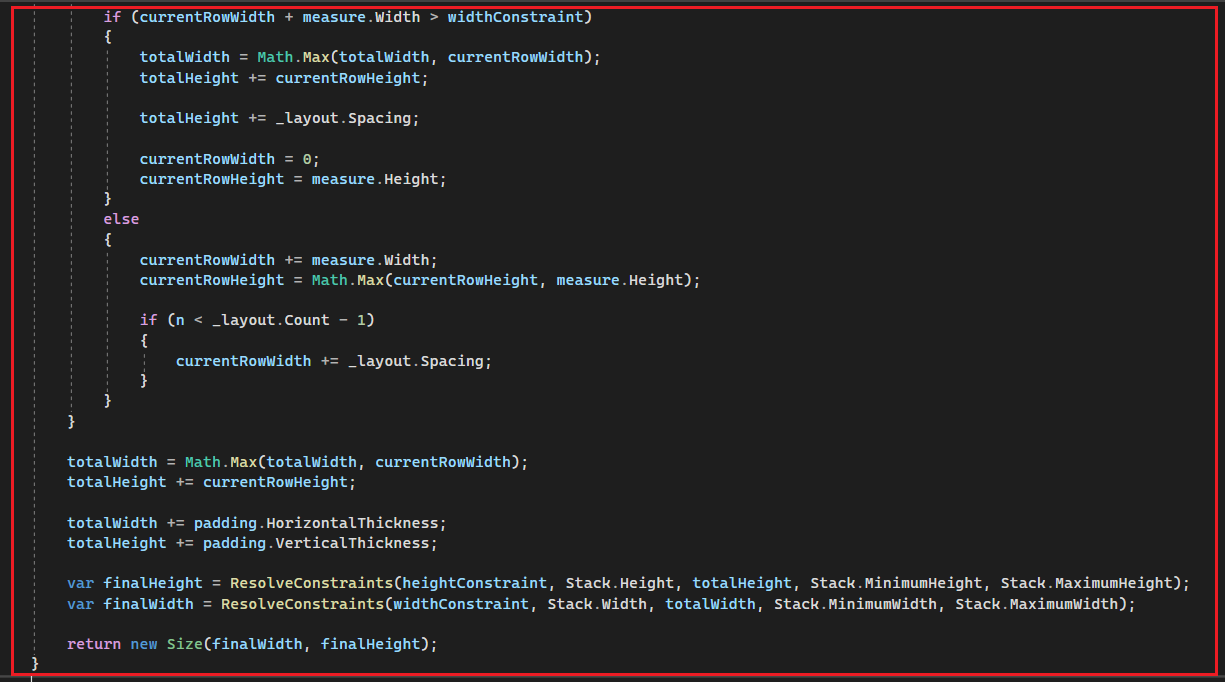 if (currentRowWidth + measure.Width > widthConstraint)
{
totalWidth = Math.Max(totalWidth, currentRowWidth);
totalHeight += currentRowHeight;
totalHeight += _layout.Spacing;
currentRowWidth = 0;
currentRowHeight = measure.Height;
}
else
{
currentRowWidth += measure.Width;
currentRowHeight = Math.Max(currentRowHeight, measure.Height);
if (n < _layout.Count - 1)
{
currentRowWidth += _layout.Spacing;
}
}
}
totalWidth = Math.Max(totalWidth, currentRowWidth);
totalHeight += currentRowHeight;
totalWidth += padding.HorizontalThickness;
totalHeight += padding.VerticalThickness;
var finalHeight = ResolveConstraints(heightConstraint, Stack.Height, totalHeight, Stack.MinimumHeight, Stack.MaximumHeight);
var finalWidth = ResolveConstraints(widthConstraint, Stack.Width, totalWidth, Stack.MinimumWidth, Stack.MaximumWidth);
return new Size(finalWidth, finalHeight);
}